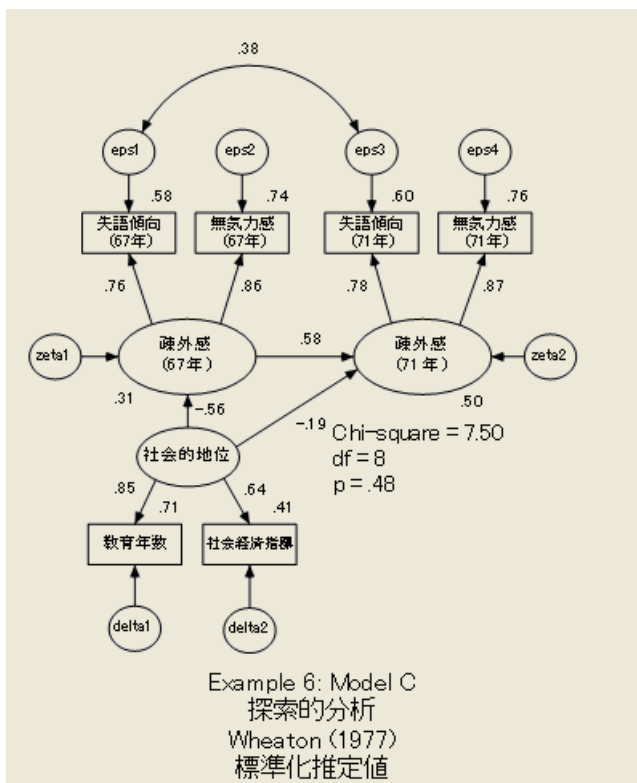 .38
eps1
eps2
eps3
eps4
.58
.74
.60
.76
失語傾向
(67年)
無気力感
(67年)
失語傾向
(71年)
無気力感
(71年)
.76
.86
.78
.87
zeta1
疎外感
(67年)
.58
疎外感
(71年)
zeta2
.31
-.56
.50
-.19
社会的地位
Chi-square = 7.50
df = 8
p = .48
.85
.71
.64
.41
教育年数
社会経済指標
delta1
delta2
Example 6: Model C
探索的分析
Wheaton (1977)
標準化推定値